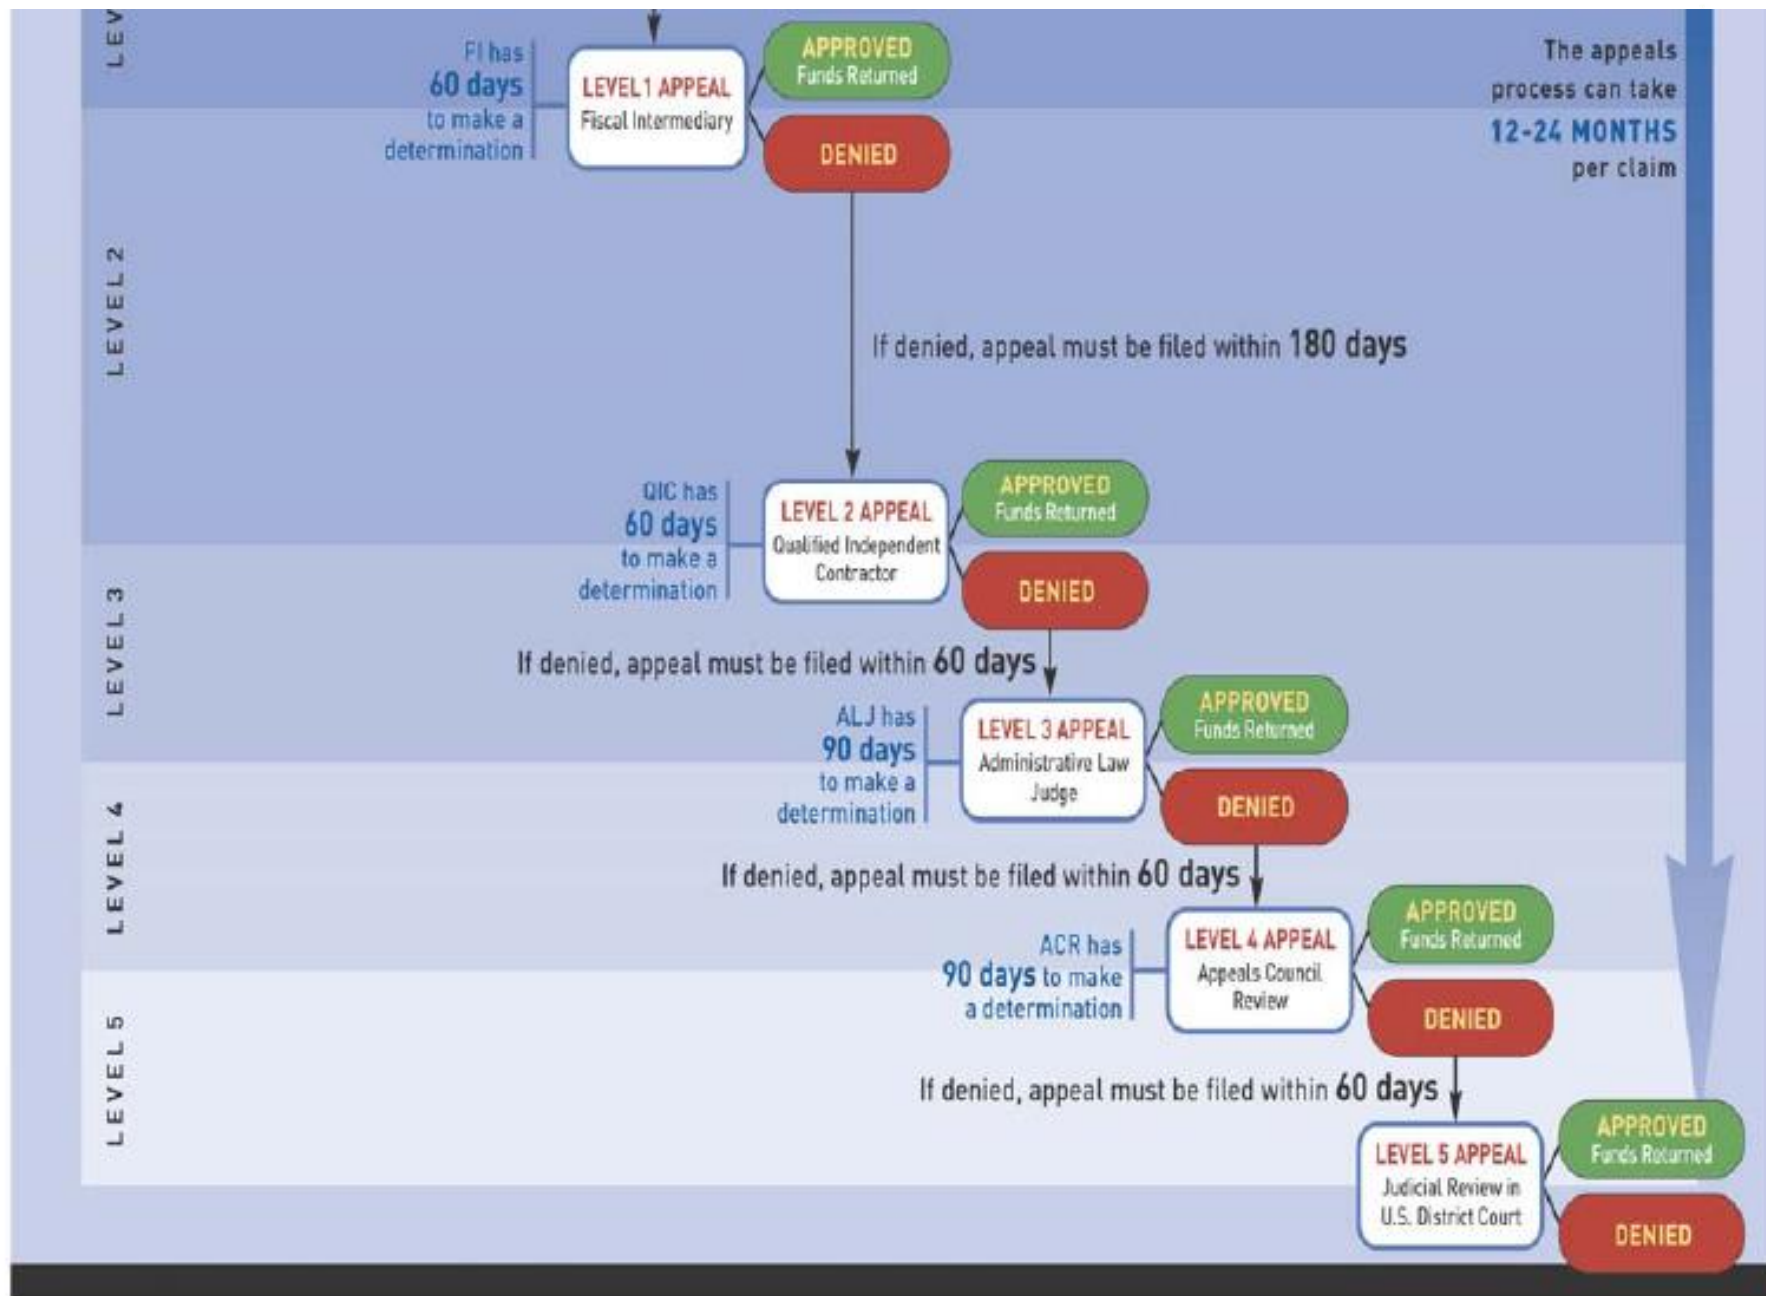 LEV
FI has
60 days
to make a
determination
LEVEL1 APPEAL
Fiscal Intermediary
APPROVED
Funds Returned
DENIED
The appeals
process can take
12-24 MONTHS
per claim
LEVEL 2
If denied, appeal must be filed within 180 days
QIC has
60 days
to make a
determination
LEVEL 2 APPEAL
Qualified Independent
Contractor
APPROVED
Funds Returned
DENIED
LEVEL 3
If denied, appeal must be filed within 60 days
ALJ has
90 days
to make a
determination
LEVEL 3 APPEAL
Administrative Law
Judge
APPROVED
Funds Returned
DENIED
LEVEL 4
If denied, appeal must be filed within 60 days
ACR has
90 days to make
a determination
LEVEL 4 APPEAL
Appeals Council
Review
APPROVED
Funds Returned
DENIED
LEVEL 5
If denied, appeal must be filed within 60 days
LEVEL 5 APPEAL
Judicial Review in
U.S. District Court
APPROVED
Funds Returned
DENIED